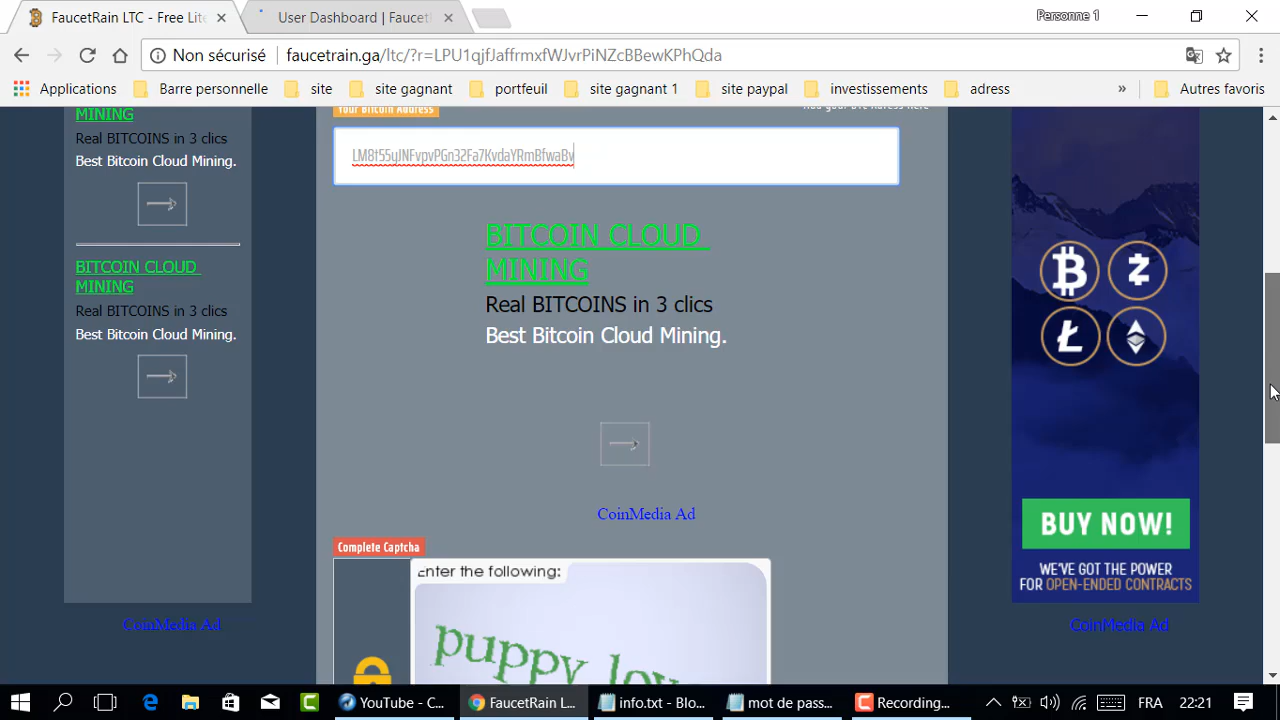 FaucetRain LTC - Free Lite
User Dashboard | Faucet
Personne 1
Non sécurisé
faucetrain.ga/ltc/?r=LPU1qjfJaffrmxfWJvrPiNZcBBewKPhQda
Applications
Barre personnelle
site
site gagnant
portfeuil
site gagnant 1
site paypal
investissements
adress
»
Autres favoris
MINING
Real BITCOINS in 3 clics
Best Bitcoin Cloud Mining.
BITCOIN CLOUD
MINING
Real BITCOINS in 3 clics
Best Bitcoin Cloud Mining.
CoinMedia Ad
Your Bitcoin Address
LM8t55yJNFvpvPGn32Fa7KvdaYRmBfwaBv
BITCOIN CLOUD
MINING
Real BITCOINS in 3 clics
Best Bitcoin Cloud Mining.
CoinMedia Ad
Complete Captcha
Enter the following:
puppy love
BUY NOW!
WE'VE GOT THE POWER
FOR OPEN-ENDED CONTRACTS
CoinMedia Ad
YouTube - C...
FaucetRain L...
info.txt - Blo...
mot de pass...
Recording...
FRA
22:21